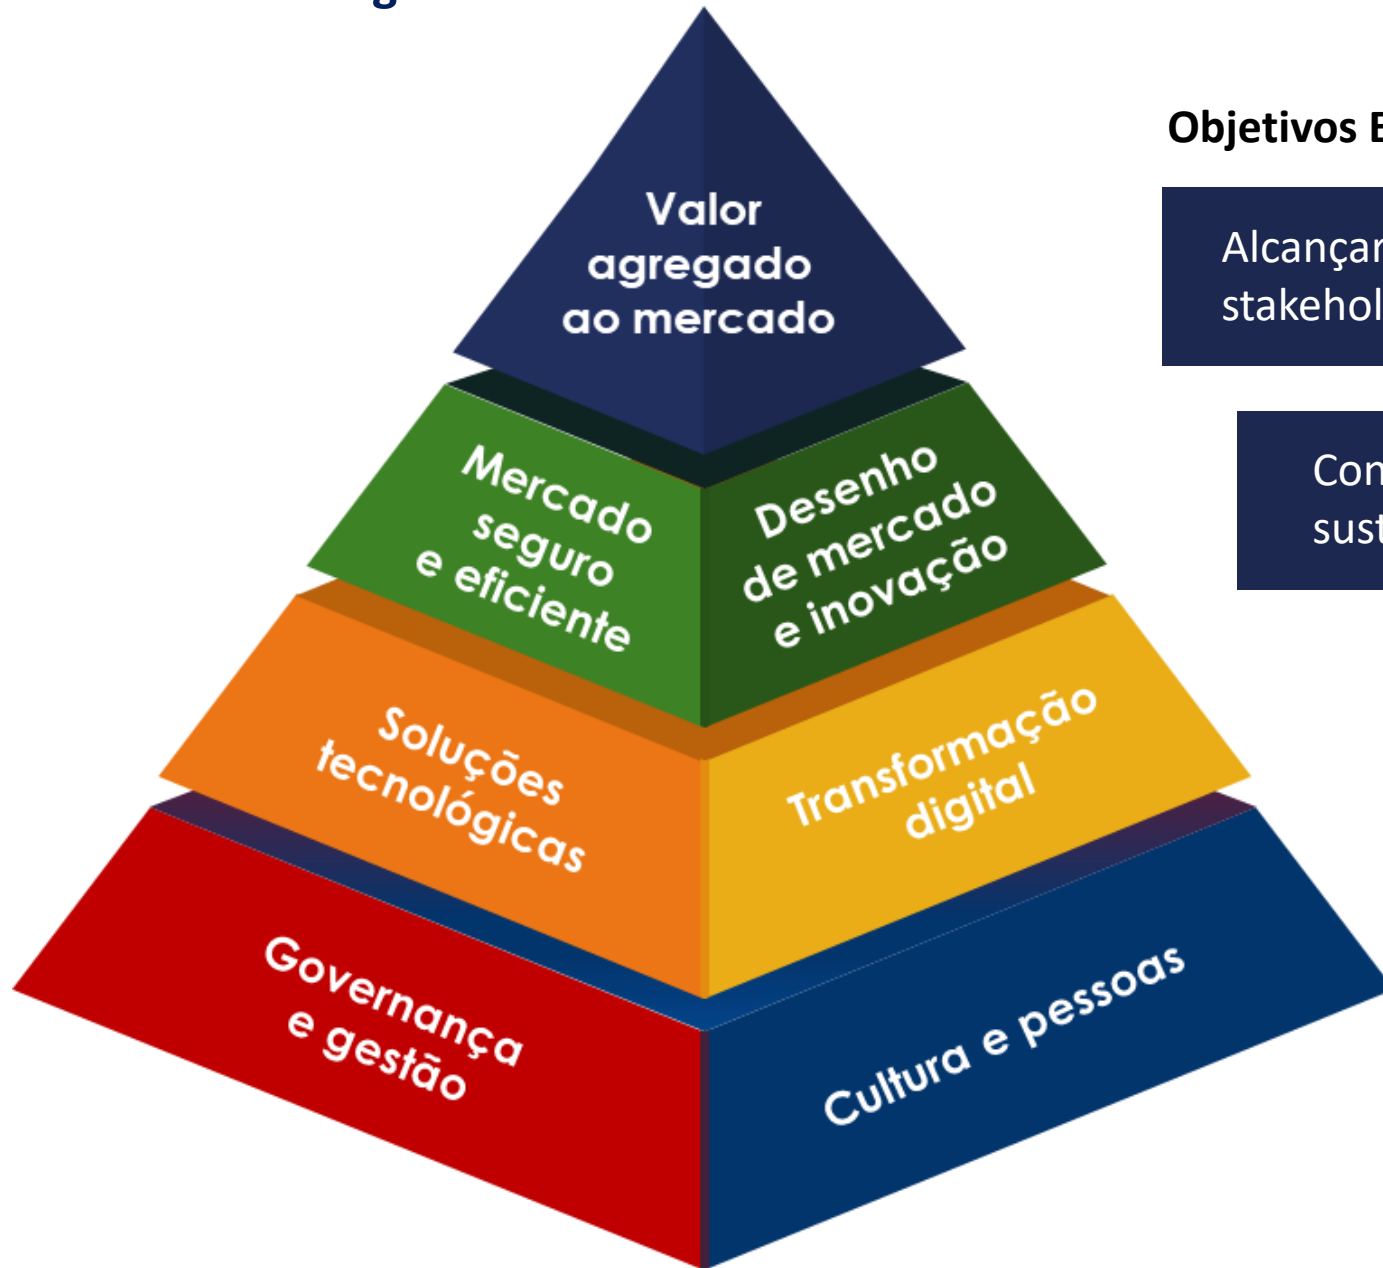 Valor
agregado
ao mercado
Mercado
seguro
e eficiente
Desenho
de mercado
e inovação
Soluções
tecnológicas
Transformação
digital
Governança
e gestão
Cultura e pessoas
Objetivos
Alcançar
stakehol
Con
sust